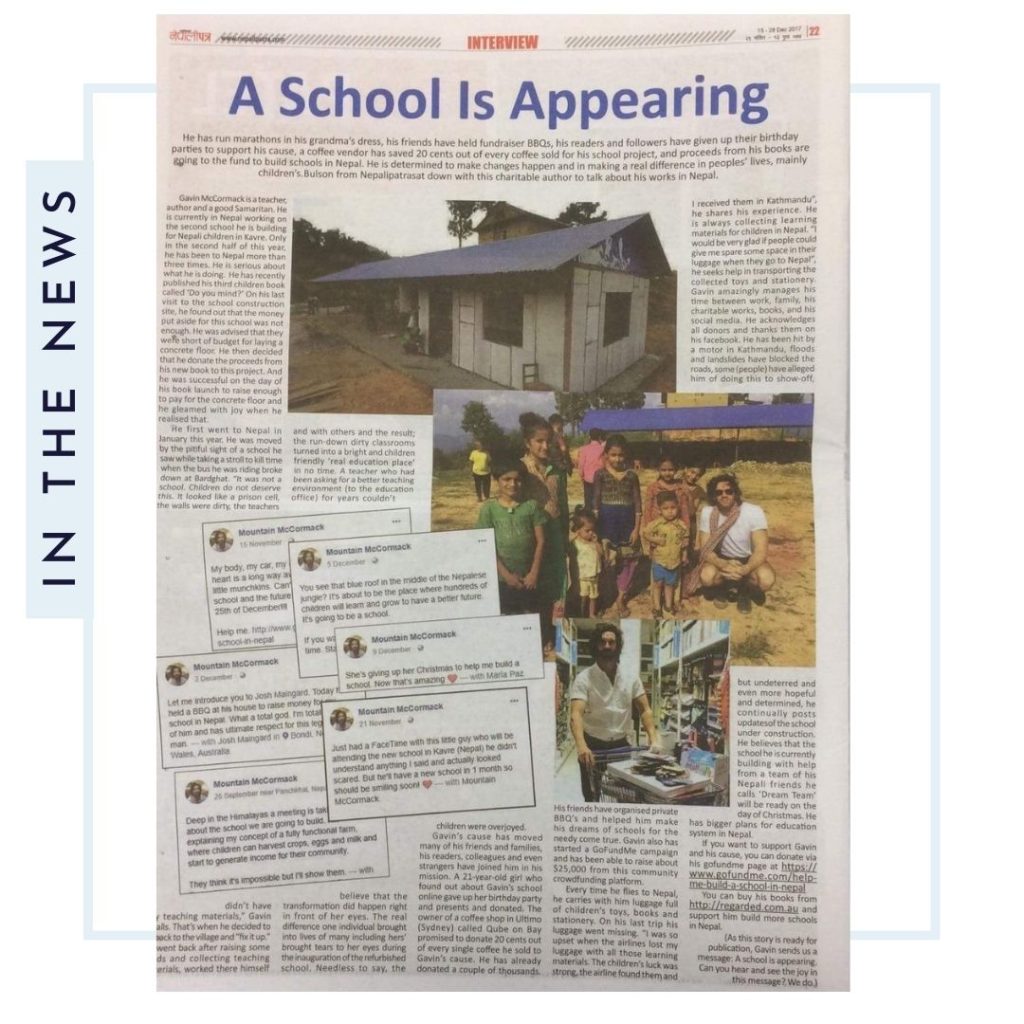 IN THE NEWS
नेपालीपत्र
INTERVIEW
15 - 28 Dec 2017
22
A School Is Appearing
He has run marathons in his grandma's dress, his friends have held fundraiser BBQs, his readers and followers have given up their birthday
parties to support his cause, a coffee vendor has saved 20 cents out of every coffee sold for his school project, and proceeds from his books are
going to the fund to build schools in Nepal. He is determined to make changes happen and in making a real difference in peoples' lives, mainly
children's.Bulson from Nepalipatrasat down with this charitable author to talk about his works in Nepal.
Gavin McCormack is a teacher,
author and a good Samaritan. He
is currently in Nepal working on
the second school he is building
for Nepali children in Kavre. Only
in the second half of this year,
he has been to Nepal more than
three times. He is serious about
what he is doing. He has recently
published his third children book
called 'Do you mind?' On his last
visit to the school construction
site, he found out that the money
put aside for this school was not
enough. He was advised that they
were short of budget for laying a
concrete floor. He then decided
that he donate the proceeds from
his new book to this project. And
he was successful on the day of
his book launch to raise enough
to pay for the concrete floor and
he gleamed with joy when he
realised that.
He first went to Nepal in
January this year. He was moved
by the pitiful sight of a school he
saw while taking a stroll to kill time
when the bus he was riding broke
down at Bardghat. "It was not a
school. Children do not deserve
this. It looked like a prison cell,
the walls were dirty, the teachers
didn't have
teaching materials," Gavin
That's when he decided to
back to the village and "fix it up."
went back after raising some
and collecting teaching
worked there himself
and with others and the result;
the run-down dirty classrooms
turned into a bright and children
friendly 'real education place'
in no time. A teacher who had
been asking for a better teaching
environment (to the education
office) for years couldn't
believe that the
transformation did happen right
in front of her eyes. The real
difference one individual brought
into lives of many including hers'
brought tears to her eyes during
the inauguration of the refurbished
school. Needless to say, the
children were overjoyed.
Gavin's cause has moved
many of his friends and families,
his readers, colleagues and even
strangers have joined him in his
mission. A 21-year-old girl who
found out about Gavin's school
online gave up her birthday party
and presents and donated. The
owner of a coffee shop in Ultimo
(Sydney) called Qube on Bay
promised to donate 20 cents out
of every single coffee he sold to
Gavin's cause. He has already
donated a couple of thousands.
His friends have organised private
BBQ's and helped him make
his dreams of schools for the
needy come true. Gavin also has
started a GoFundMe campaign
and has been able to raise about
$25,000 from this community
crowdfunding platform.
Every time he flies to Nepal,
he carries with him luggage full
of children's toys, books and
stationery. On his last trip his
luggage went missing. "I was so
upset when the airlines lost my
luggage with all those learning
materials. The children's luck was
strong, the airline found them and
I received them in Kathmandu",
he shares his experience. He
is always collecting learning
materials for children in Nepal. "I
would be very glad if people could
give me spare some space in their
luggage when they go to Nepal",
he seeks help in transporting the
collected toys and stationery.
Gavin amazingly manages his
time between work, family, his
charitable works, books, and his
social media. He acknowledges
all donors and thanks them on
his facebook. He has been hit by
a motor in Kathmandu, floods
and landslides have blocked the
roads, some (people) have alleged
him of doing this to show-off,
but undeterred and
even more hopeful
and determined, he
continually posts
updatesof the school
under construction.
He believes that the
school he is currently
building with help
from a team of his
Nepali friends he
calls 'Dream Team'
will be ready on the
day of Christmas. He
has bigger plans for education
system in Nepal.
If you want to support Gavin
and his cause, you can donate via
his gofundme page at https://
www.gofundme.com/help-
me-build-a-school-in-nepal
You can buy his books from
http://regarded.com.au and
support him build more schools
in Nepal.
(As this story is ready for
publication, Gavin sends us a
message: A school is appearing.
Can you hear and see the joy in
this message? We do.)
Mountain McCormack
15 November
My body, my car, my
heart is a long way
little munchkins. Can't
school and the future
25th of December!!!
Help me. http://www.
school-in-nepal
Mountain McCormack
5 December
You see that blue roof in the middle of the Nepalese
jungle? It's about to be the place where hundreds of
children will learn and grow to have a better future.
It's going to be a school.
If you
time.
Mountain McCormack
9 December
She's giving up her Christmas to help me build a
school. Now that's amazing ❤ — with Maria Paz
Mountain McCormack
2 December
Let me introduce you to Josh Maingard. Today
held a BBQ at his house to raise money
school in Nepal. What a total god. I'm
of him and has ultimate respect for this
man. — with Josh Maingard in Bondi,
Wales, Australia.
Mountain McCormack
21 November
Just had a FaceTime with this little guy who will be
attending the new school in Kavre (Nepal) he didn't
understand anything I said and actually looked
scared. But he'll have a new school in 1 month so
should be smiling soon! ❤ — with Mountain
McCormack
Mountain McCormack
26 September near Panchkhal,
Deep in the Himalayas a meeting is
about the school we are going to build.
explaining my concept of a fully functional farm,
where children can harvest crops, eggs and milk and
start to generate income for their community.
They think it's impossible but I'll show them. — with